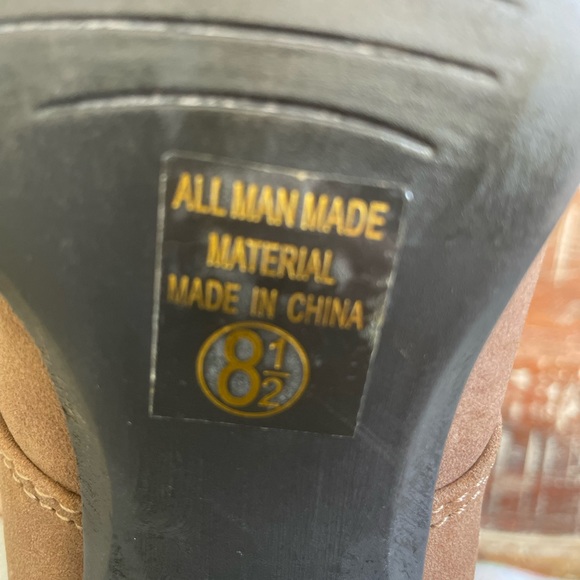 ALL MAN MADE
MATERIAL
MADE IN CHINA
8 1/2